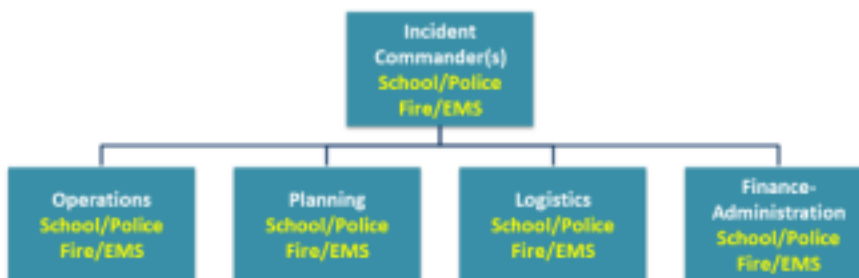 Incident
Commander(s)
School/Police
Fire/EMS
Operations
School/Police
Fire/EMS
Planning
School/Police
Fire/EMS
Logistics
School/Police
Fire/EMS
Finance-
Administration
School/Police
Fire/EMS